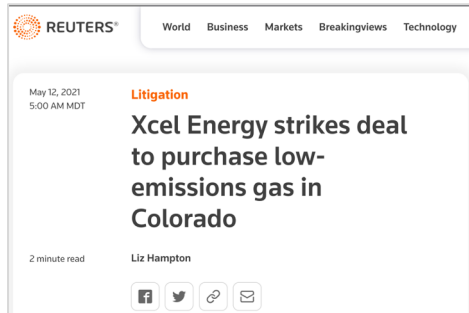 REUTERS®
World Business Markets Breakingviews Technology
May 12, 2021
5:00 AM MDT
Litigation
Xcel Energy strikes deal
to purchase low-
emissions gas in
Colorado
2 minute read
Liz Hampton